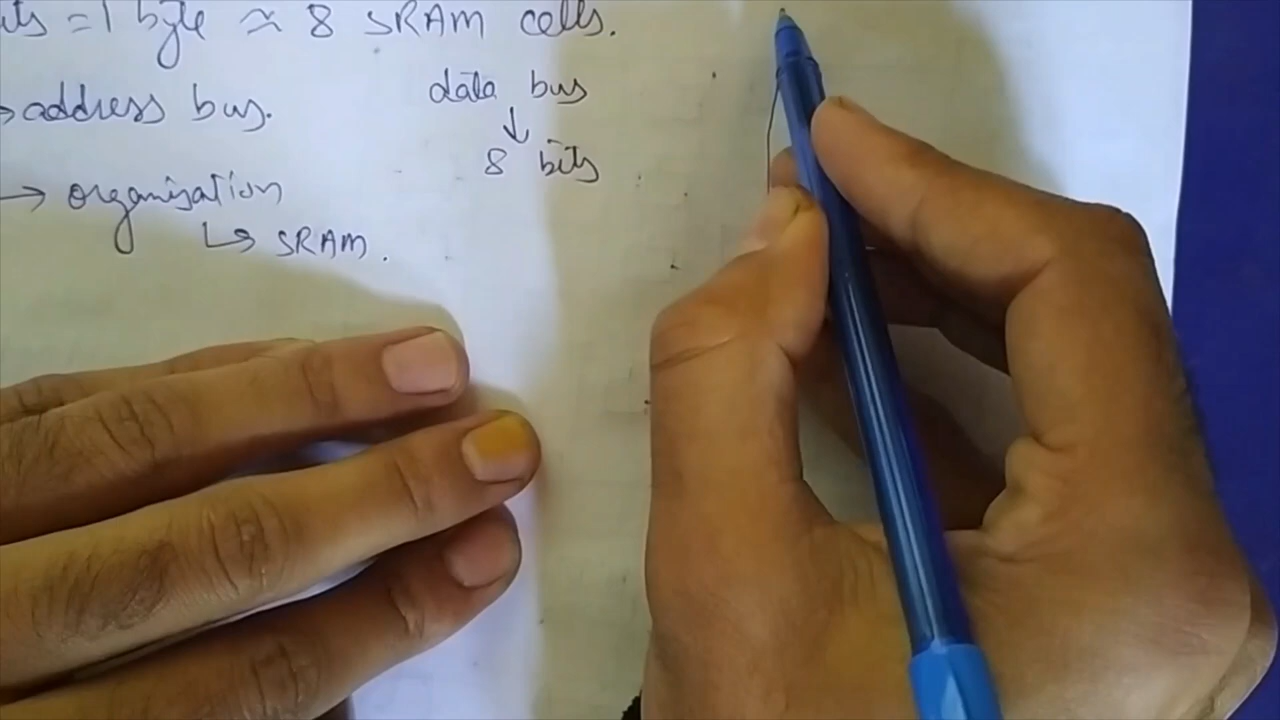 = 1 byte ≈ 8 SRAM cells.
→ address bus.
data bus
↓
8 bits
→ organisation
↳ SRAM.